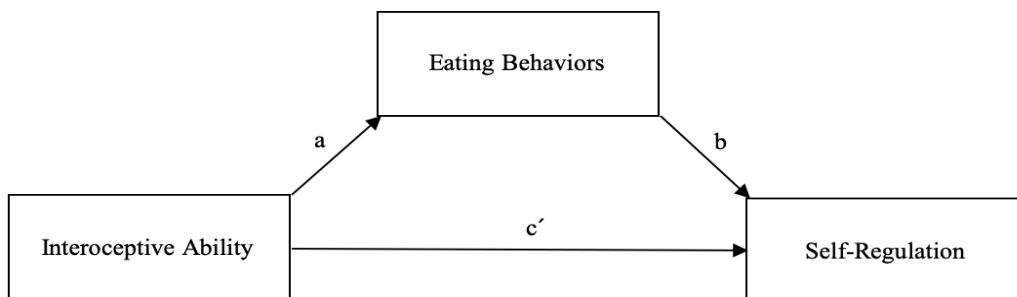 Eating Behaviors
a
b
Interoceptive Ability
c´
Self-Regulation